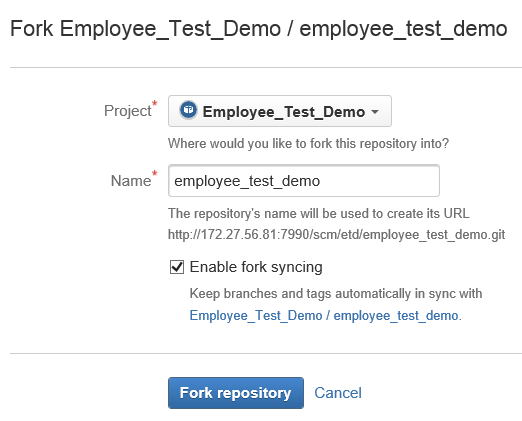 Fork Employee_Test_Demo / employee_test_demo
Project* Employee_Test_Demo
Where would you like to fork this repository into?
Name* employee_test_demo
The repository's name will be used to create its URL
http://172.27.56.81:7990/scm/etd/employee_test_demo.git
Enable fork syncing
Keep branches and tags automatically in sync with
Employee_Test_Demo / employee_test_demo.
Fork repository Cancel